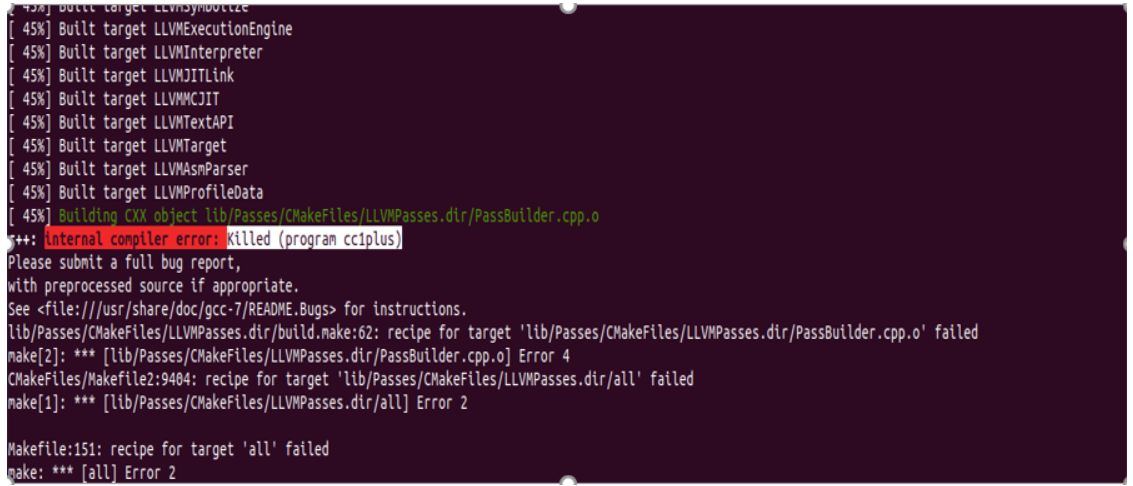 [ 45%] Built target LLVMSymbolize
[ 45%] Built target LLVMExecutionEngine
[ 45%] Built target LLVMInterpreter
[ 45%] Built target LLVMJITLink
[ 45%] Built target LLVMMCJIT
[ 45%] Built target LLVMTextAPI
[ 45%] Built target LLVMTarget
[ 45%] Built target LLVMAsmParser
[ 45%] Built target LLVMProfileData
[ 45%] Building CXX object lib/Passes/CMakeFiles/LLVMPasses.dir/PassBuilder.cpp.o
g++: internal compiler error: Killed (program cc1plus)
Please submit a full bug report,
with preprocessed source if appropriate.
See <file:///usr/share/doc/gcc-7/README.Bugs> for instructions.
lib/Passes/CMakeFiles/LLVMPasses.dir/build.make:62: recipe for target 'lib/Passes/CMakeFiles/LLVMPasses.dir/PassBuilder.cpp.o' failed
make[2]: *** [lib/Passes/CMakeFiles/LLVMPasses.dir/PassBuilder.cpp.o] Error 4
CMakeFiles/Makefile2:9404: recipe for target 'lib/Passes/CMakeFiles/LLVMPasses.dir/all' failed
make[1]: *** [lib/Passes/CMakeFiles/LLVMPasses.dir/all] Error 2
Makefile:151: recipe for target 'all' failed
make: *** [all] Error 2